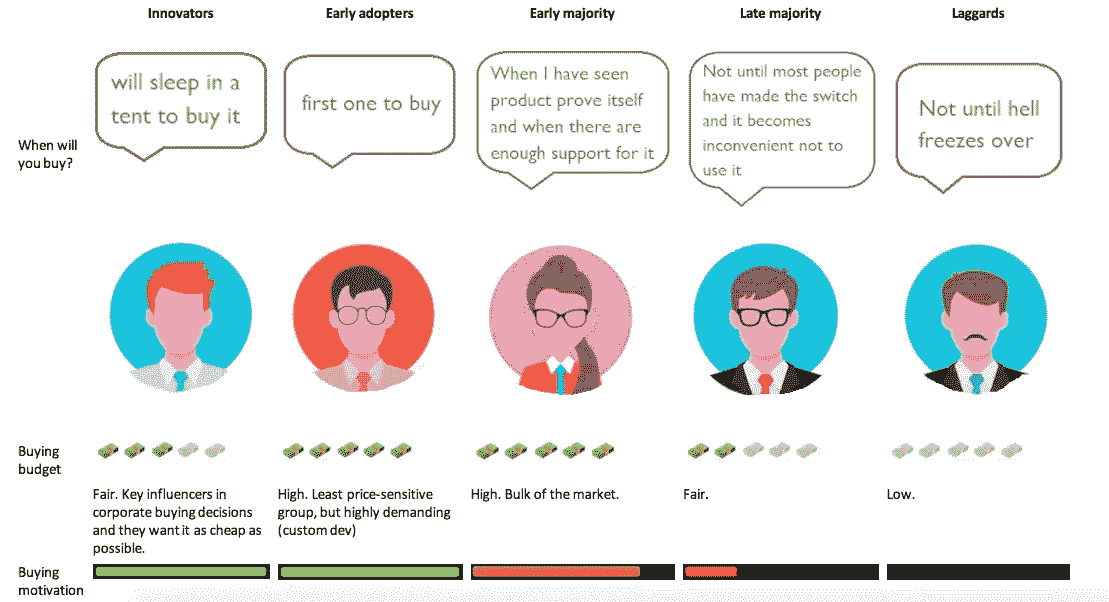 Innovators
Early adopters
Early majority
Late majority
Laggards
When will
you buy?
will sleep in a
tent to buy it
first one to buy
When I have seen
product prove itself
and when there are
enough support for it
Not until most people
have made the switch
and it becomes
inconvenient not to
use it
Not until hell
freezes over
Buying
budget
Fair. Key influencers in
corporate buying decisions
and they want it as cheap as
possible.
High. Least price-sensitive
group, but highly demanding
(custom dev)
High. Bulk of the market.
Fair.
Low.
Buying
motivation